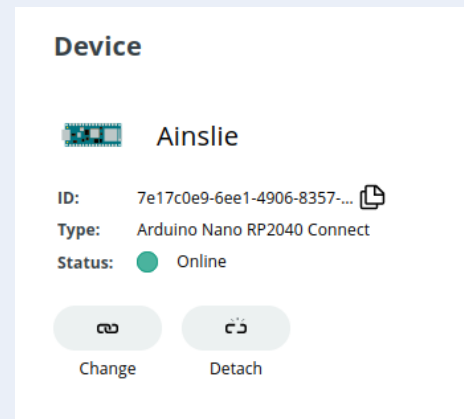 Device
Ainslie
ID: 7e17c0e9-6ee1-4906-8357-...
Type: Arduino Nano RP2040 Connect
Status: Online
Change Detach